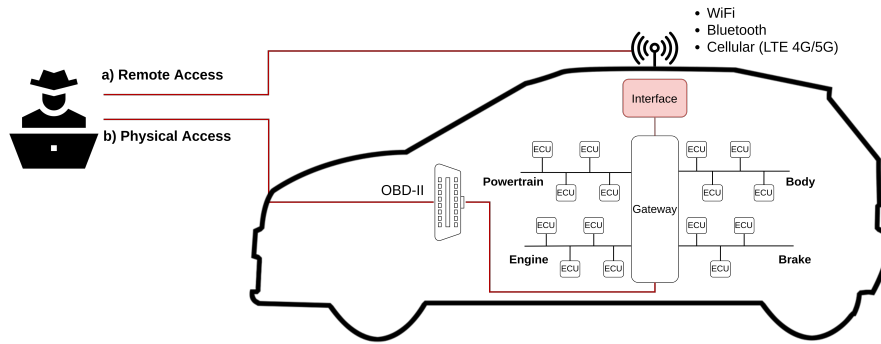 • WiFi
• Bluetooth
• Cellular (LTE 4G/5G)
a) Remote Access
b) Physical Access
Interface
OBD-II
ECU ECU ECU ECU
Powertrain Body
ECU ECU ECU ECU
Gateway
ECU ECU ECU ECU
Engine Brake
ECU ECU ECU